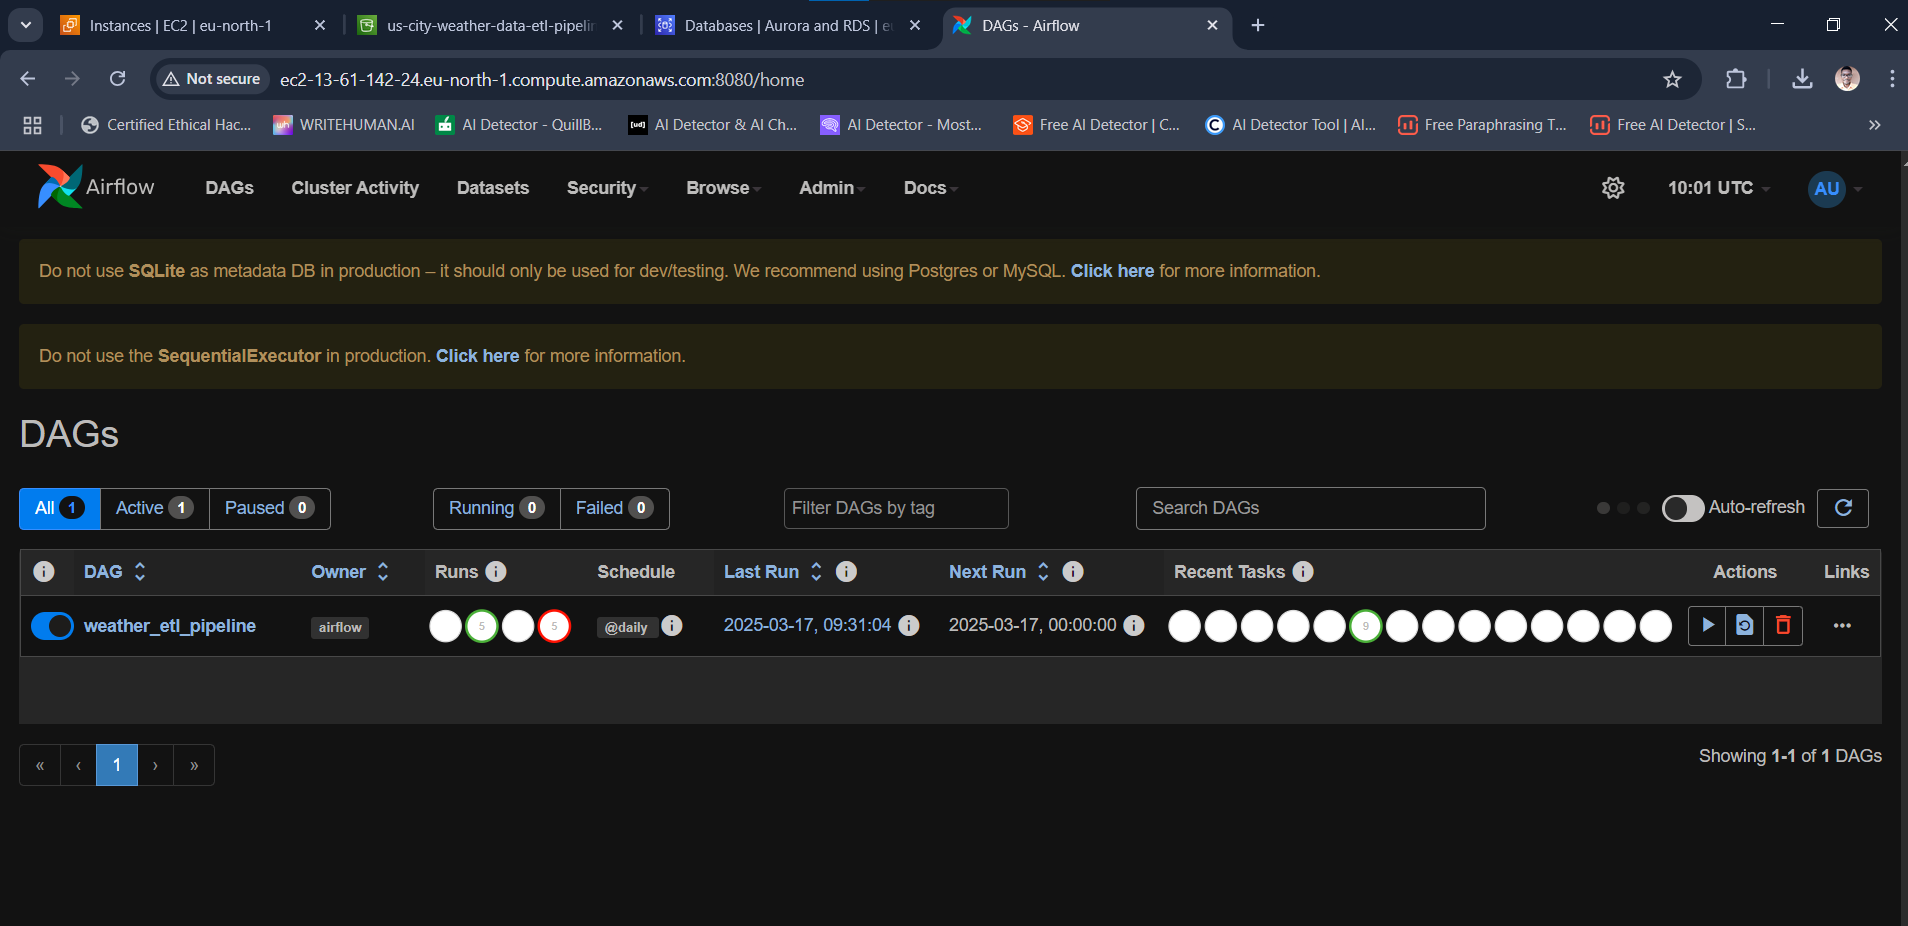 Instances | EC2 | eu-north-1
us-city-weather-data-etl-pipelin
Databases | Aurora and RDS | eu
DAGs - Airflow
Not secure
ec2-13-61-142-24.eu-north-1.compute.amazonaws.com:8080/home
Certified Ethical Hac...
wh WRITEHUMAN.AI
AI Detector - QuillB...
[ud] AI Detector & AI Ch...
AI Detector - Most...
Free AI Detector | C...
C AI Detector Tool | AI...
Free Paraphrasing T...
Free AI Detector | S...
Airflow DAGs Cluster Activity Datasets Security Browse Admin Docs 10:01 UTC AU
Do not use SQLite as metadata DB in production – it should only be used for dev/testing. We recommend using Postgres or MySQL. Click here for more information.
Do not use the SequentialExecutor in production. Click here for more information.
DAGs
All 1 Active 1 Paused 0 Running 0 Failed 0 Filter DAGs by tag Search DAGs Auto-refresh
i DAG Owner Runs i Schedule Last Run i Next Run i Recent Tasks i Actions Links
weather_etl_pipeline airflow 5 5 @daily i 2025-03-17, 09:31:04 i 2025-03-17, 00:00:00 i 9 ...
« ‹ 1 › »
Showing 1-1 of 1 DAGs